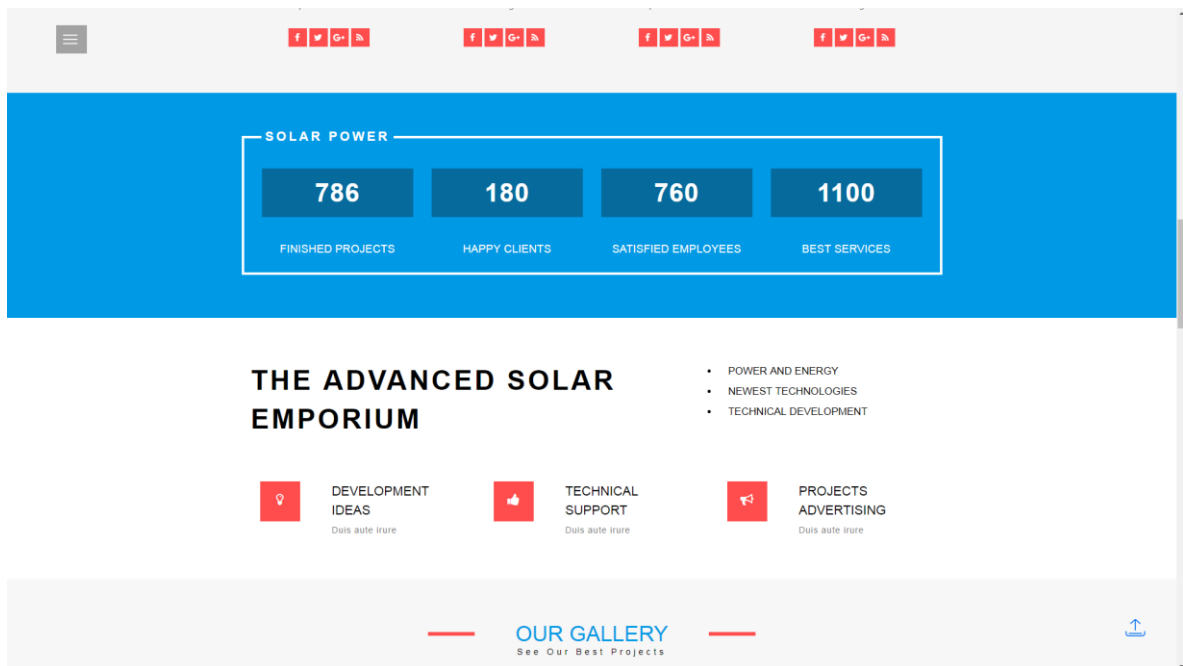 SOLAR POWER
786 180 760 1100
FINISHED PROJECTS HAPPY CLIENTS SATISFIED EMPLOYEES BEST SERVICES
THE ADVANCED SOLAR
EMPORIUM
• POWER AND ENERGY
• NEWEST TECHNOLOGIES
• TECHNICAL DEVELOPMENT
DEVELOPMENT
IDEAS
Duis aute irure
TECHNICAL
SUPPORT
Duis aute irure
PROJECTS
ADVERTISING
Duis aute irure
OUR GALLERY
See Our Best Projects